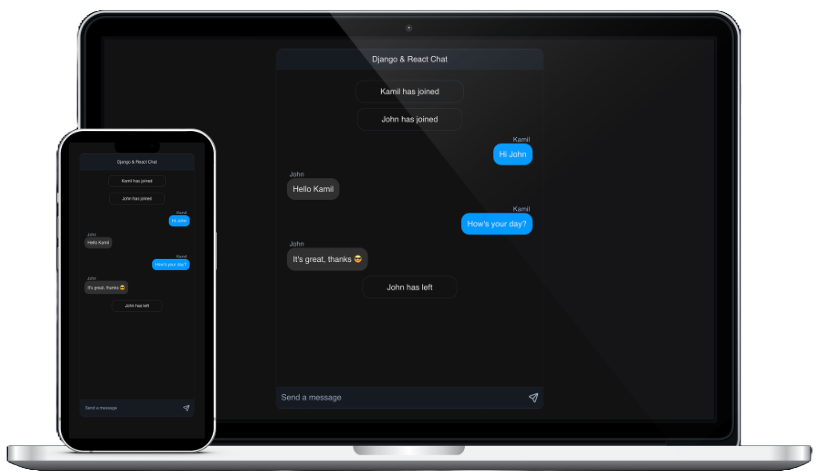 Django & React Chat
Kamil has joined
John has joined
Kamil
Hi John
John
Hello Kamil
Kamil
How's your day?
John
It's great, thanks 😎
John has left
Send a message
Django & React Chat
Kamil has joined
John has joined
Kamil
Hi John
John
Hello Kamil
Kamil
How's your day?
John
It's great, thanks 😎
John has left
Send a message